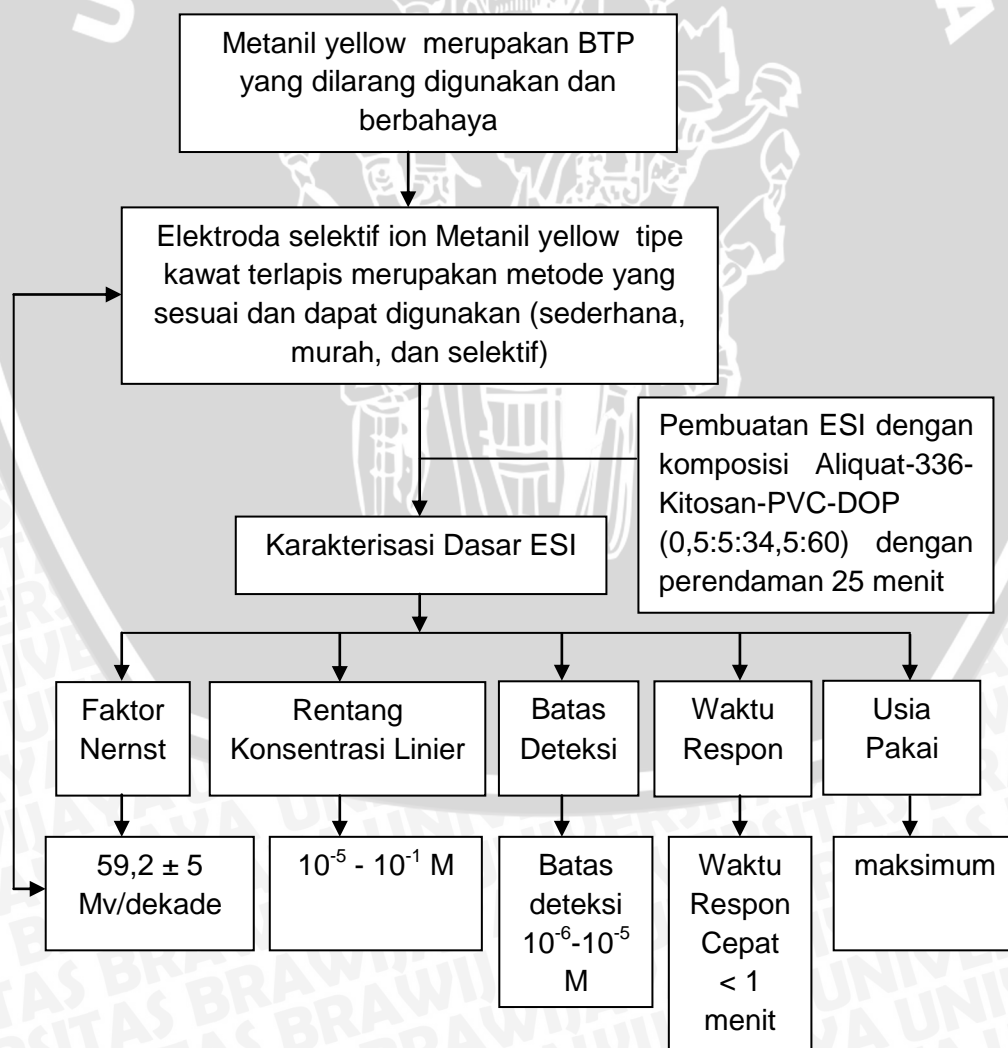 Metanil yellow merupakan BTP
yang dilarang digunakan dan
berbahaya
Elektroda selektif ion Metanil yellow tipe
kawat terlapis merupakan metode yang
sesuai dan dapat digunakan (sederhana,
murah, dan selektif)
Pembuatan ESI dengan
komposisi Aliquat-336-
Kitosan-PVC-DOP
(0,5:5:34,5:60) dengan
perendaman 25 menit
Karakterisasi Dasar ESI
Faktor
Nernst
Rentang
Konsentrasi Linier
Batas
Deteksi
Waktu
Respon
Usia
Pakai
59,2 ± 5
Mv/dekade
10⁻⁵ - 10⁻¹ M
Batas
deteksi
10⁻⁶-10⁻⁵
M
Waktu
Respon
Cepat
< 1
menit
maksimum